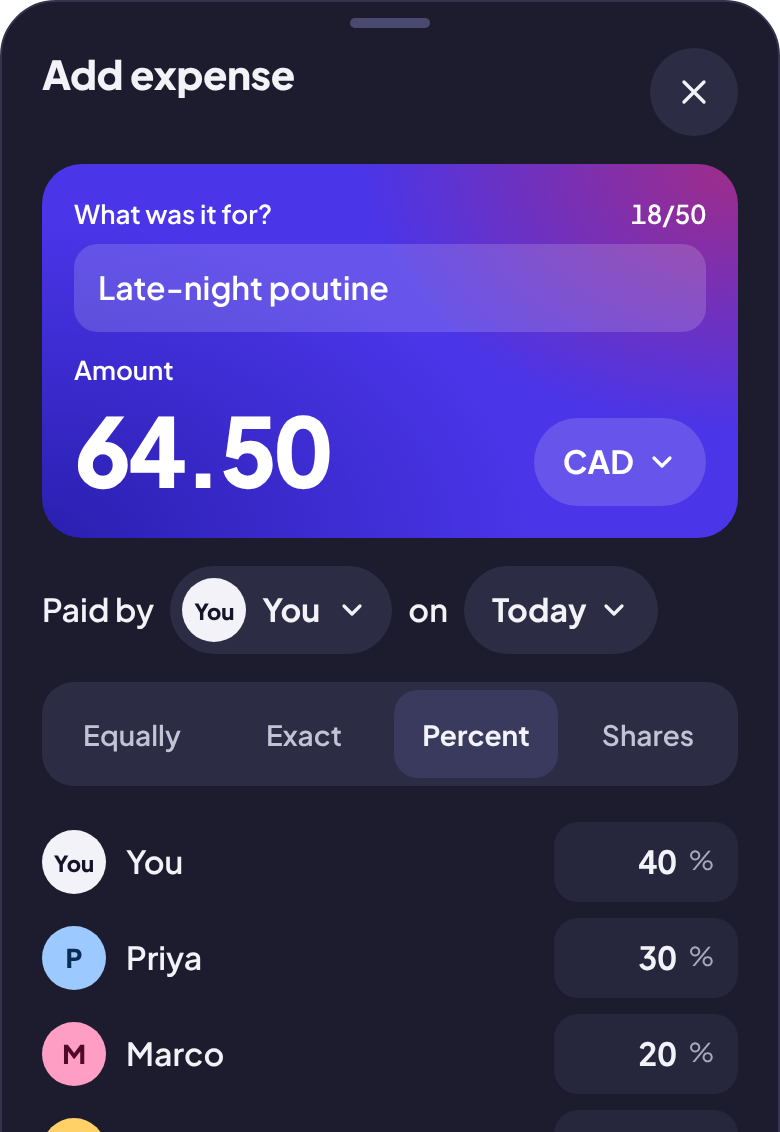 Add expense
What was it for? 18/50
Late-night poutine
Amount
64.50 CAD
Paid by You You on Today
Equally Exact Percent Shares
You You 40 %
P Priya 30 %
M Marco 20 %